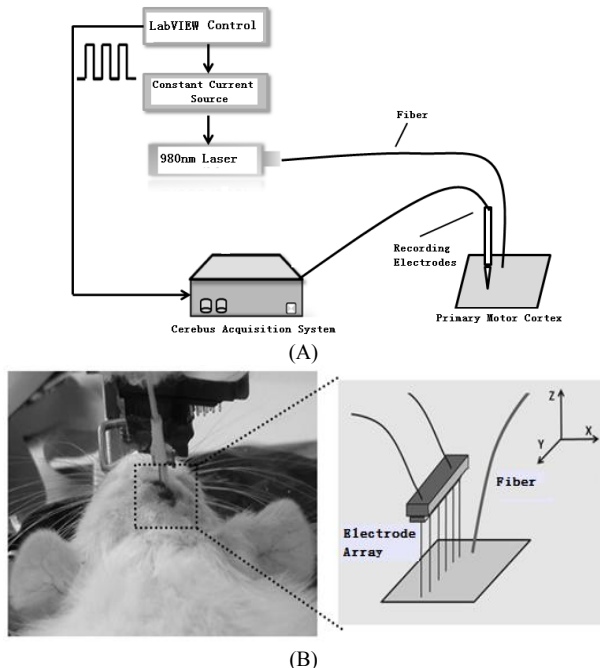 LabVIEW Control
Constant Current
Source
Fiber
980nm Laser
Recording
Electrodes
Cerebus Acquisition System
Primary Motor Cortex
(A)
Z
X
Y
Fiber
Electrode
Array
(B)